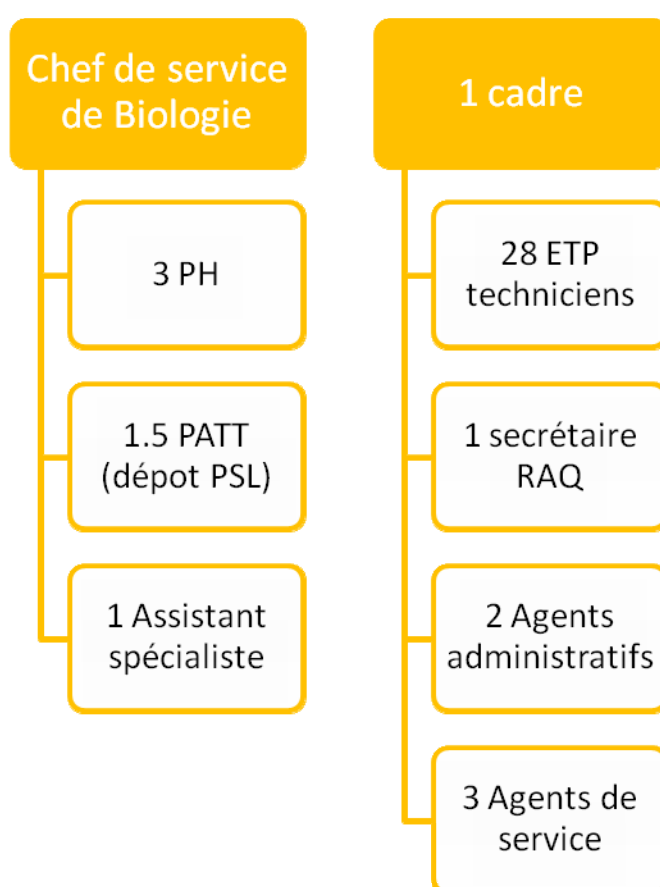 Chef de service
de Biologie
3 PH
1.5 PATT
(dépot PSL)
1 Assistant
spécialiste
1 cadre
28 ETP
techniciens
1 secrétaire
RAQ
2 Agents
administratifs
3 Agents de
service